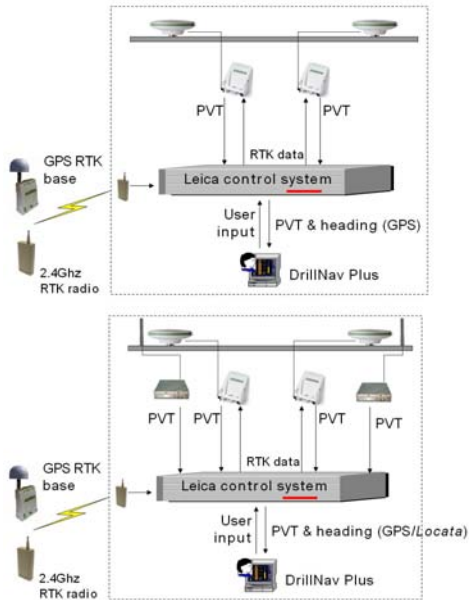 PVT
PVT
RTK data
GPS RTK
base
Leica control system
User
input
PVT & heading (GPS)
2.4Ghz
RTK radio
DrillNav Plus
PVT
PVT
PVT
PVT
RTK data
GPS RTK
base
Leica control system
User
input
PVT & heading (GPS/Locata)
2.4Ghz
RTK radio
DrillNav Plus